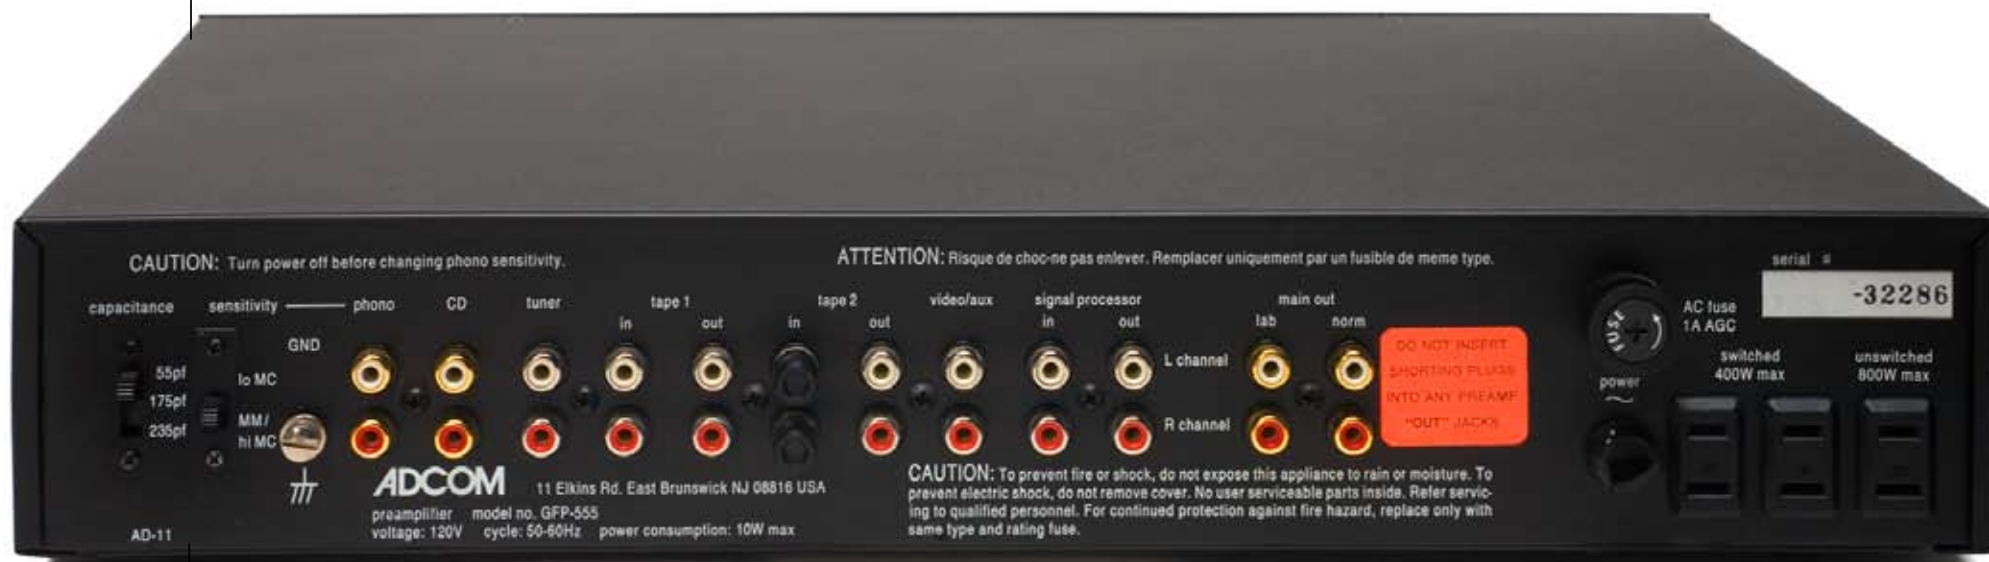 CAUTION: Turn power off before changing phono sensitivity.
ATTENTION: Risque de choc-ne pas enlever. Remplacer uniquement par un fusible de meme type.
serial #
-32286
capacitance
sensitivity
phono
CD
tuner
tape 1
in
out
tape 2
in
out
video/aux
signal processor
in
out
main out
lab
norm
FUSE
AC fuse
1A AGC
GND
55pf
175pf
235pf
lo MC
MM/
hi MC
L channel
R channel
DO NOT INSERT
SHORTING PLUGS
INTO ANY PREAMP
"OUT" JACKS
power
switched
400W max
unswitched
800W max
ADCOM
11 Elkins Rd. East Brunswick NJ 08816 USA
preamplifier model no. GFP-555
voltage: 120V cycle: 50-60Hz power consumption: 10W max
CAUTION: To prevent fire or shock, do not expose this appliance to rain or moisture. To
prevent electric shock, do not remove cover. No user serviceable parts inside. Refer servic-
ing to qualified personnel. For continued protection against fire hazard, replace only with
same type and rating fuse.
AD-11